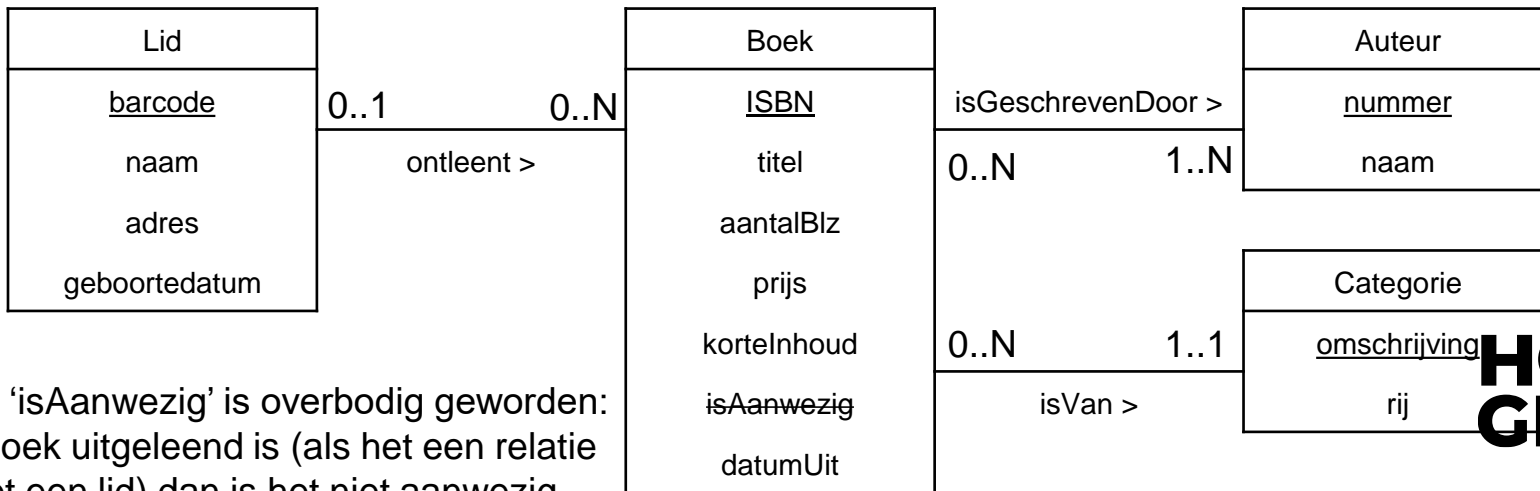 Lid
barcode
naam
adres
geboortedatum
0..1
0..N
ontleent >
Boek
ISBN
titel
aantalBlz
prijs
korteInhoud
isAanwezig
datumUit
isGeschrevenDoor >
0..N
1..N
Auteur
nummer
naam
0..N
1..1
isVan >
Categorie
omschrijving
rij
‘isAanwezig’ is overbodig geworden:
oek uitgeleend is (als het een relatie
t een lid) dan is het niet aanwezig